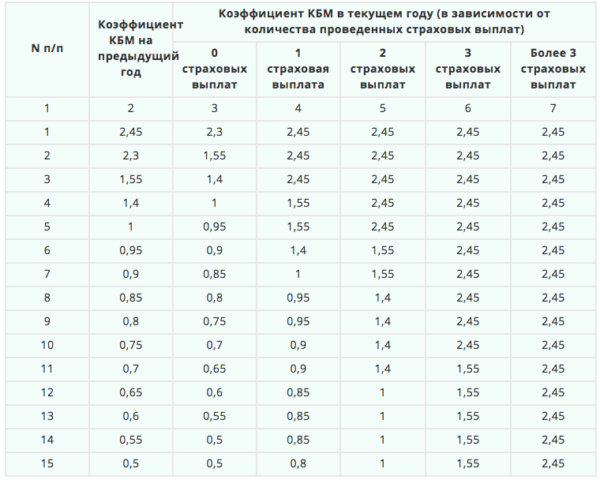 N п/п
Коэффициент
КБМ на
предыдущий
год
Коэффициент КБМ в текущем году (в зависимости от
количества проведенных страховых выплат)
0
страховых
выплат
1
страховая
выплата
2
страховых
выплат
3
страховых
выплат
Более 3
страховых
выплат
1 2 3 4 5 6 7
1 2,45 2,3 2,45 2,45 2,45 2,45
2 2,3 1,55 2,45 2,45 2,45 2,45
3 1,55 1,4 2,45 2,45 2,45 2,45
4 1,4 1 1,55 2,45 2,45 2,45
5 1 0,95 1,55 2,45 2,45 2,45
6 0,95 0,9 1,4 1,55 2,45 2,45
7 0,9 0,85 1 1,55 2,45 2,45
8 0,85 0,8 0,95 1,4 2,45 2,45
9 0,8 0,75 0,95 1,4 2,45 2,45
10 0,75 0,7 0,9 1,4 2,45 2,45
11 0,7 0,65 0,9 1,4 1,55 2,45
12 0,65 0,6 0,85 1 1,55 2,45
13 0,6 0,55 0,85 1 1,55 2,45
14 0,55 0,5 0,85 1 1,55 2,45
15 0,5 0,5 0,8 1 1,55 2,45